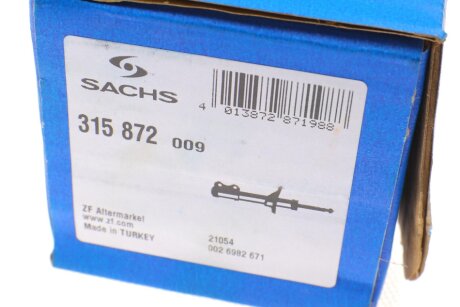 SACHS
4 013872 871988
315 872 009
ZF Aftermarket
www.zf.com
Made in TURKEY
21054
002 6982 671